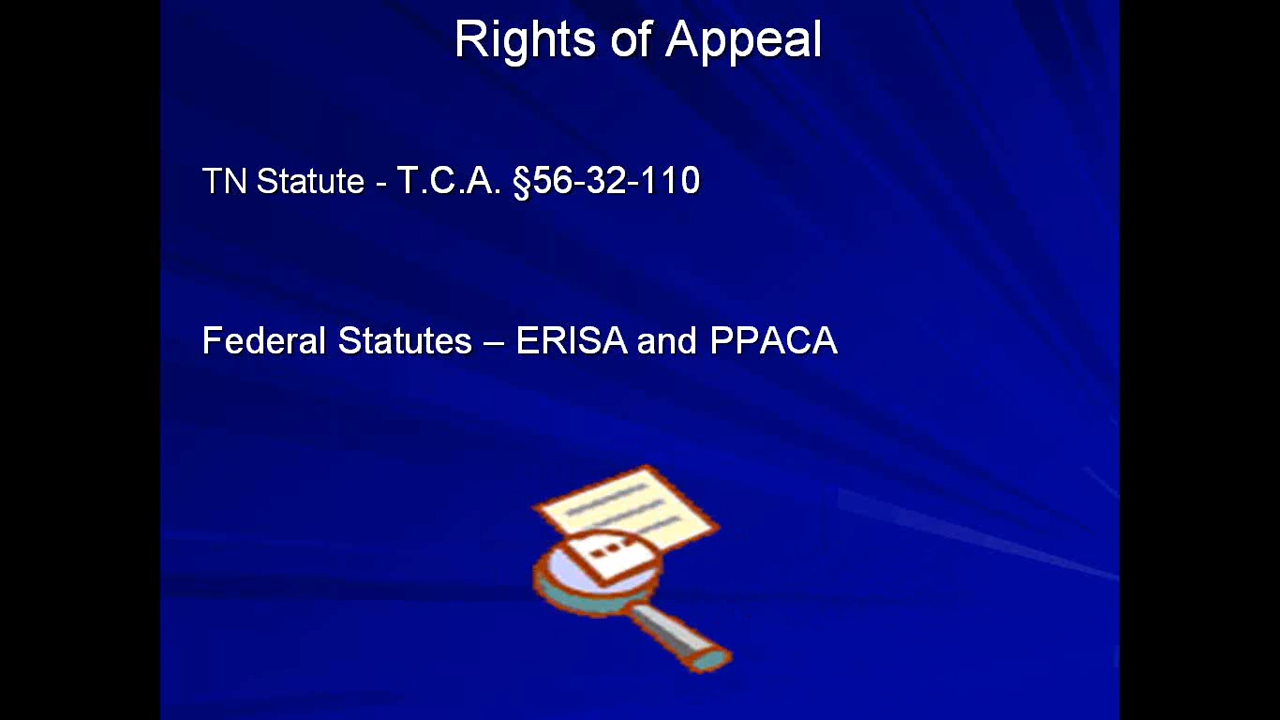 Rights of Appeal
TN Statute - T.C.A. §56-32-110
Federal Statutes – ERISA and PPACA